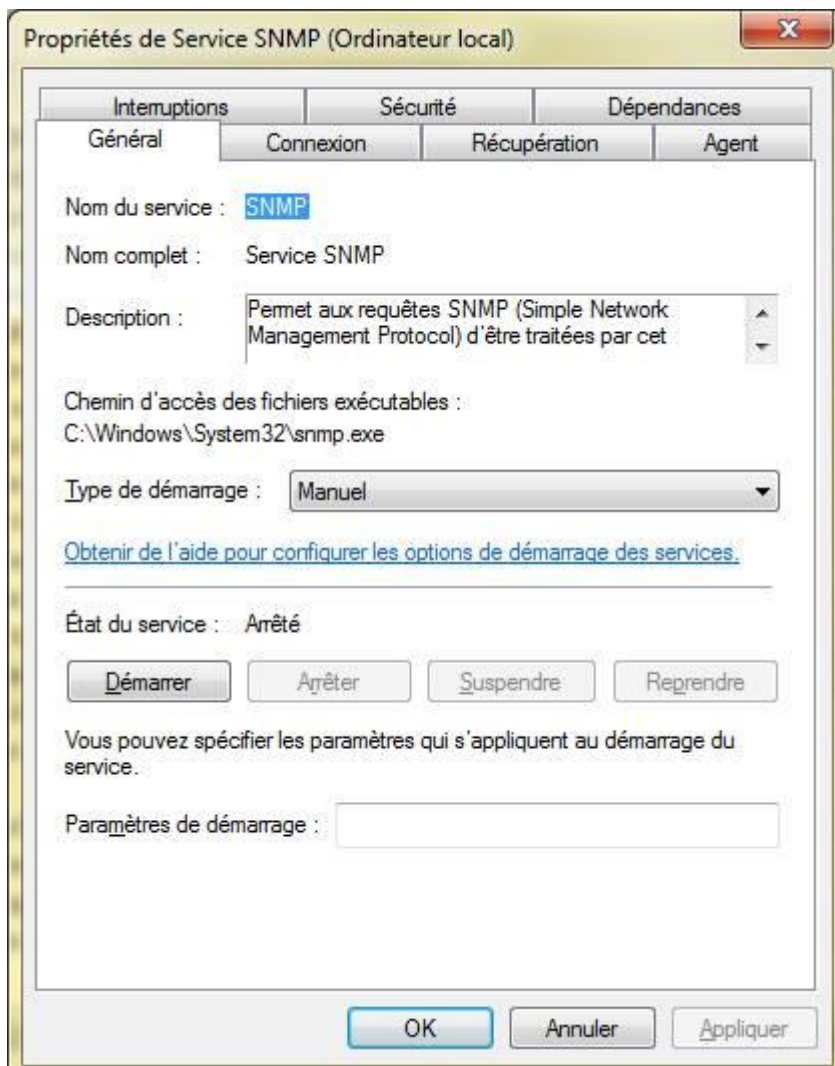 Propriétés de Service SNMP (Ordinateur local)
Interruptions Sécurité Dépendances
Général Connexion Récupération Agent
Nom du service : SNMP
Nom complet : Service SNMP
Description : Permet aux requêtes SNMP (Simple Network
Management Protocol) d'être traitées par cet
Chemin d'accès des fichiers exécutables :
C:\Windows\System32\snmp.exe
Type de démarrage : Manuel
Obtenir de l'aide pour configurer les options de démarrage des services.
État du service : Arrêté
Démarrer Arrêter Suspendre Reprendre
Vous pouvez spécifier les paramètres qui s'appliquent au démarrage du
service.
Paramètres de démarrage :
OK Annuler Appliquer